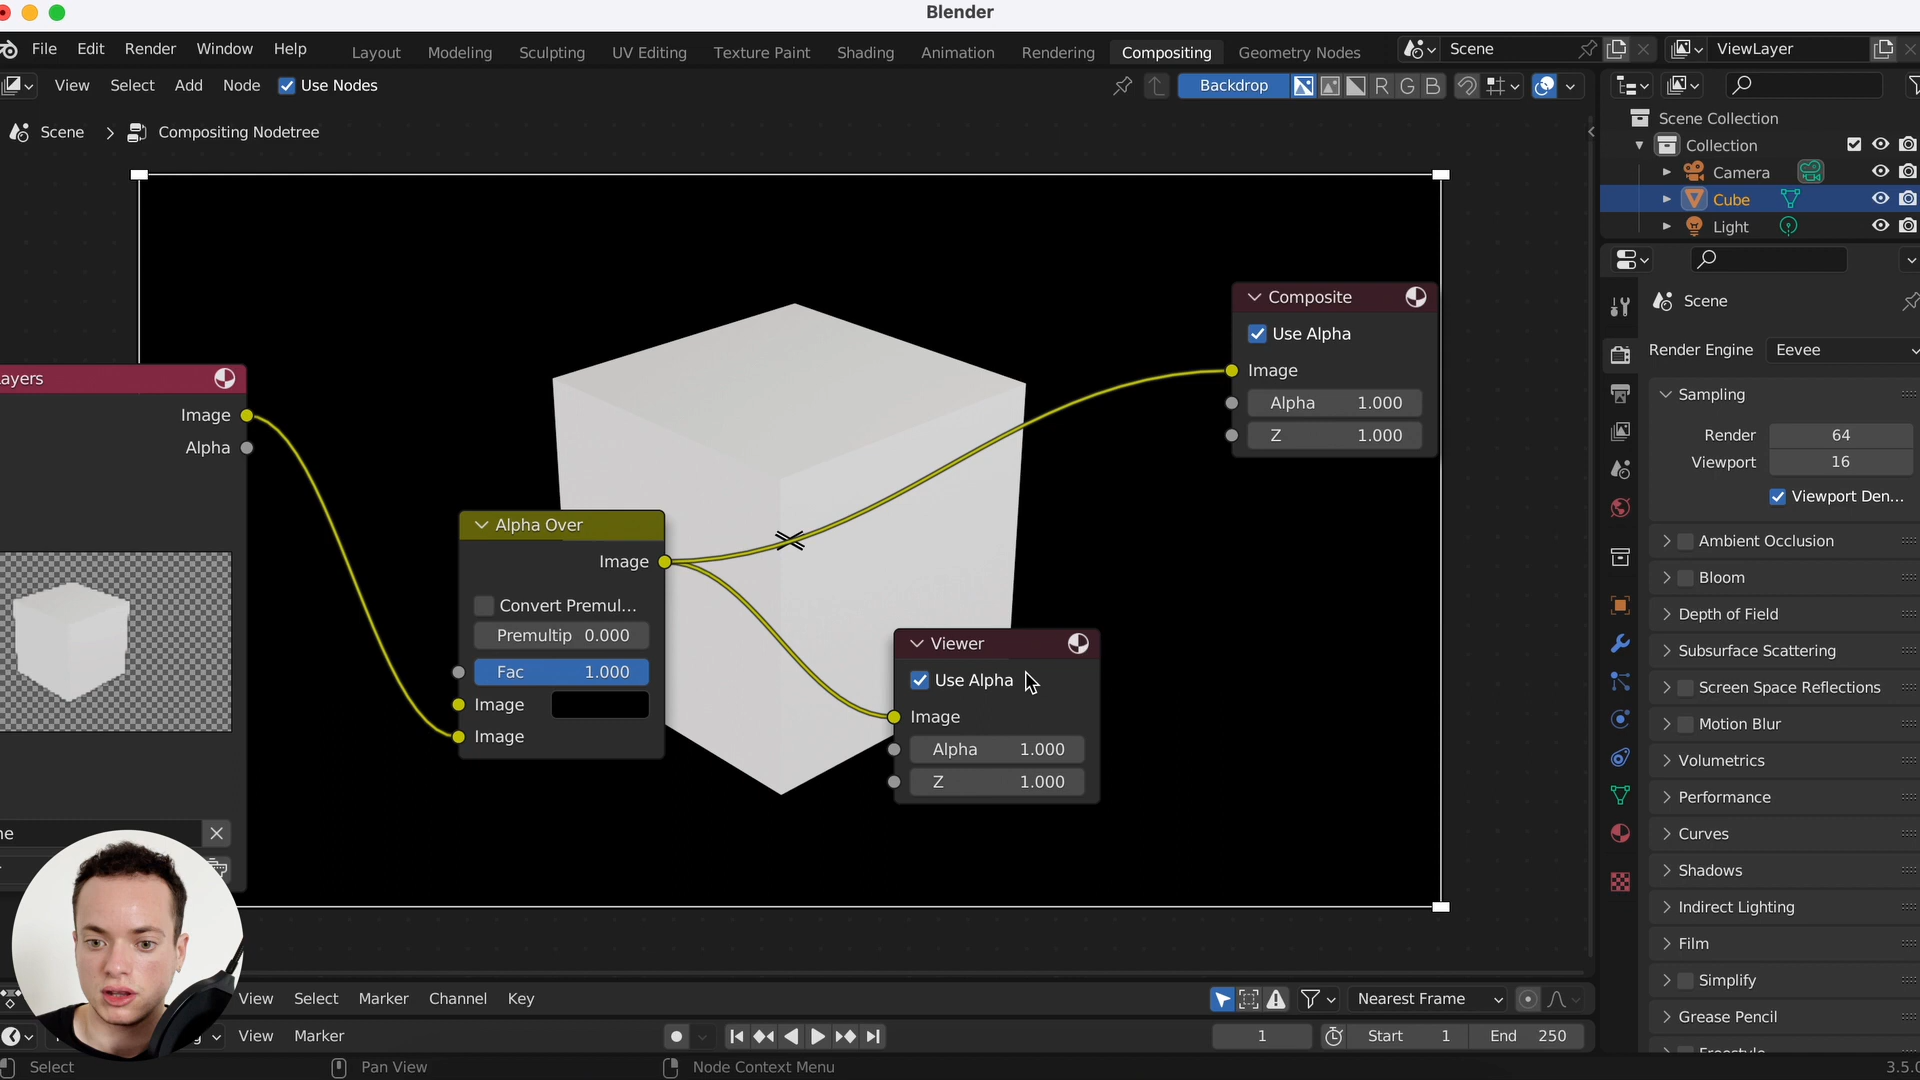 Blender
File Edit Render Window Help
Layout Modeling Sculpting UV Editing Texture Paint Shading Animation Rendering Compositing Geometry Nodes
Scene
ViewLayer
View Select Add Node Use Nodes
Backdrop
R G B
Scene
Compositing Nodetree
Scene Collection
Collection
Camera
Cube
Light
Scene
Render Engine Eevee
Sampling
Render 64
Viewport 16
Viewport Den...
Ambient Occlusion
Bloom
Depth of Field
Subsurface Scattering
Screen Space Reflections
Motion Blur
Volumetrics
Performance
Curves
Shadows
Indirect Lighting
Film
Simplify
Grease Pencil
ayers
Image
Alpha
ne
Alpha Over
Image
Convert Premul...
Premultip 0.000
Fac 1.000
Image
Image
Composite
Use Alpha
Image
Alpha 1.000
Z 1.000
Viewer
Use Alpha
Image
Alpha 1.000
Z 1.000
View Select Marker Channel Key
Nearest Frame
View Marker
1
Start 1
End 250
Select
Pan View
Node Context Menu